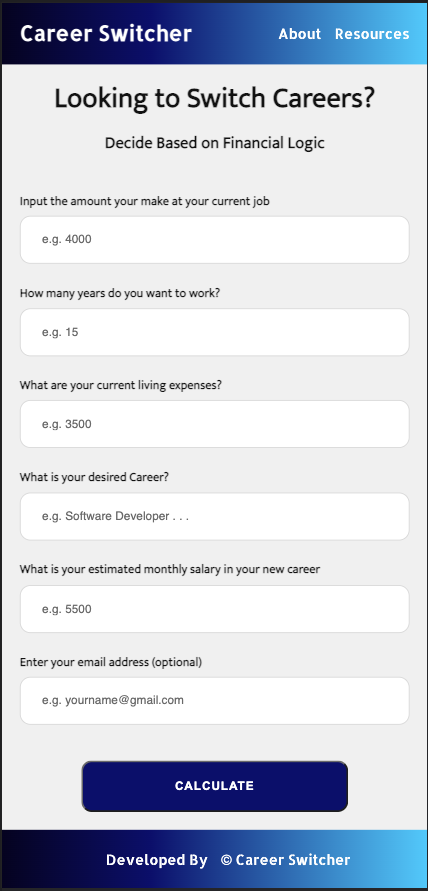 Career Switcher About Resources
Looking to Switch Careers?
Decide Based on Financial Logic
Input the amount your make at your current job
e.g. 4000
How many years do you want to work?
e.g. 15
What are your current living expenses?
e.g. 3500
What is your desired Career?
e.g. Software Developer . . .
What is your estimated monthly salary in your new career
e.g. 5500
Enter your email address (optional)
e.g. yourname@gmail.com
CALCULATE
Developed By © Career Switcher